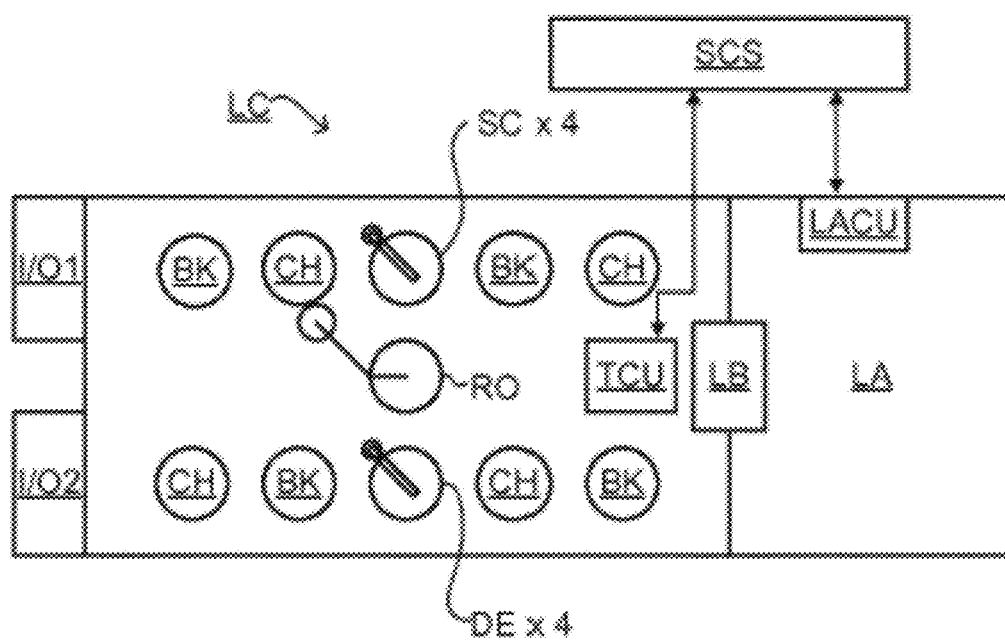 SCS
LC
SC x 4
LACU
I/O1
BK
CH
BK
CH
TCU
LB
LA
RO
I/O2
CH
BK
CH
BK
DE x 4